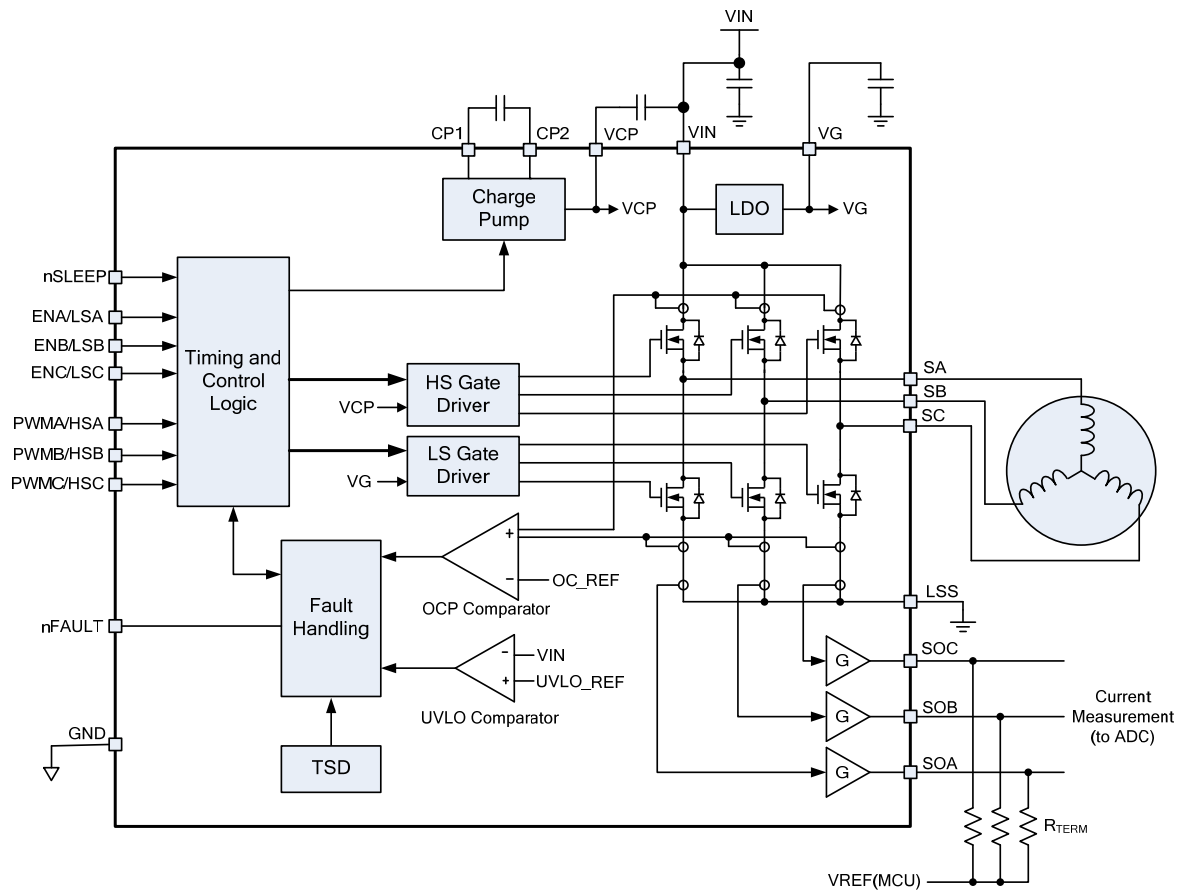 VIN
CP1
CP2
VCP
VIN
VG
Charge
Pump
VCP
LDO
VG
nSLEEP
ENA/LSA
ENB/LSB
ENC/LSC
PWMA/HSA
PWMB/HSB
PWMC/HSC
Timing and
Control
Logic
HS Gate
Driver
VCP
LS Gate
Driver
VG
SA
SB
SC
+
-
OC_REF
OCP Comparator
Fault
Handling
nFAULT
-
VIN
+
UVLO_REF
UVLO Comparator
LSS
G
SOC
G
SOB
G
SOA
Current
Measurement
(to ADC)
GND
TSD
RTERM
VREF(MCU)